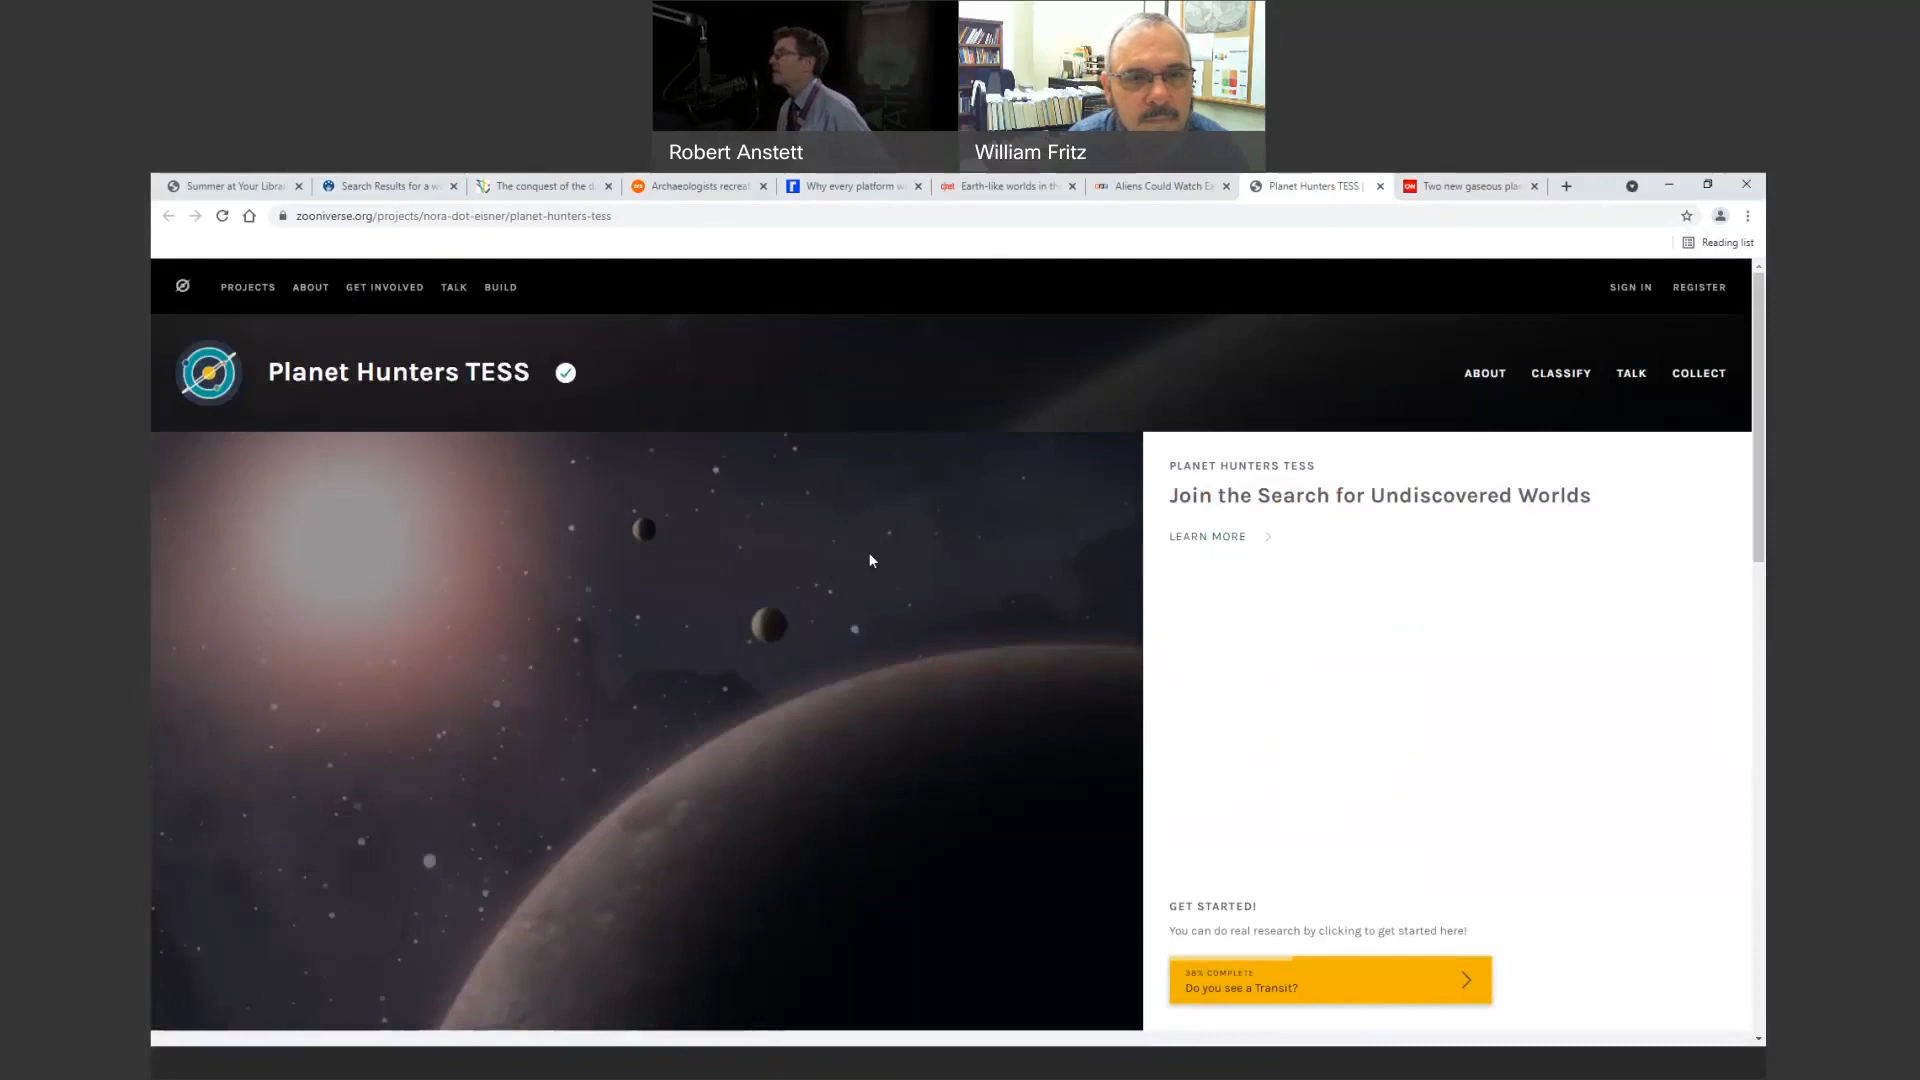 Robert Anstett
William Fritz
Summer at Your Libra
Search Results for a w
The conquest of the d
Archaeologists recrea
Why every platform w
cnet Earth-like worlds in th
Aliens Could Watch Ea
Planet Hunters TESS |
CNN Two new gaseous pla
zooniverse.org/projects/nora-dot-eisner/planet-hunters-tess
Reading list
PROJECTS ABOUT GET INVOLVED TALK BUILD
SIGN IN REGISTER
Planet Hunters TESS
ABOUT CLASSIFY TALK COLLECT
PLANET HUNTERS TESS
Join the Search for Undiscovered Worlds
LEARN MORE
GET STARTED!
You can do real research by clicking to get started here!
38% COMPLETE
Do you see a Transit?